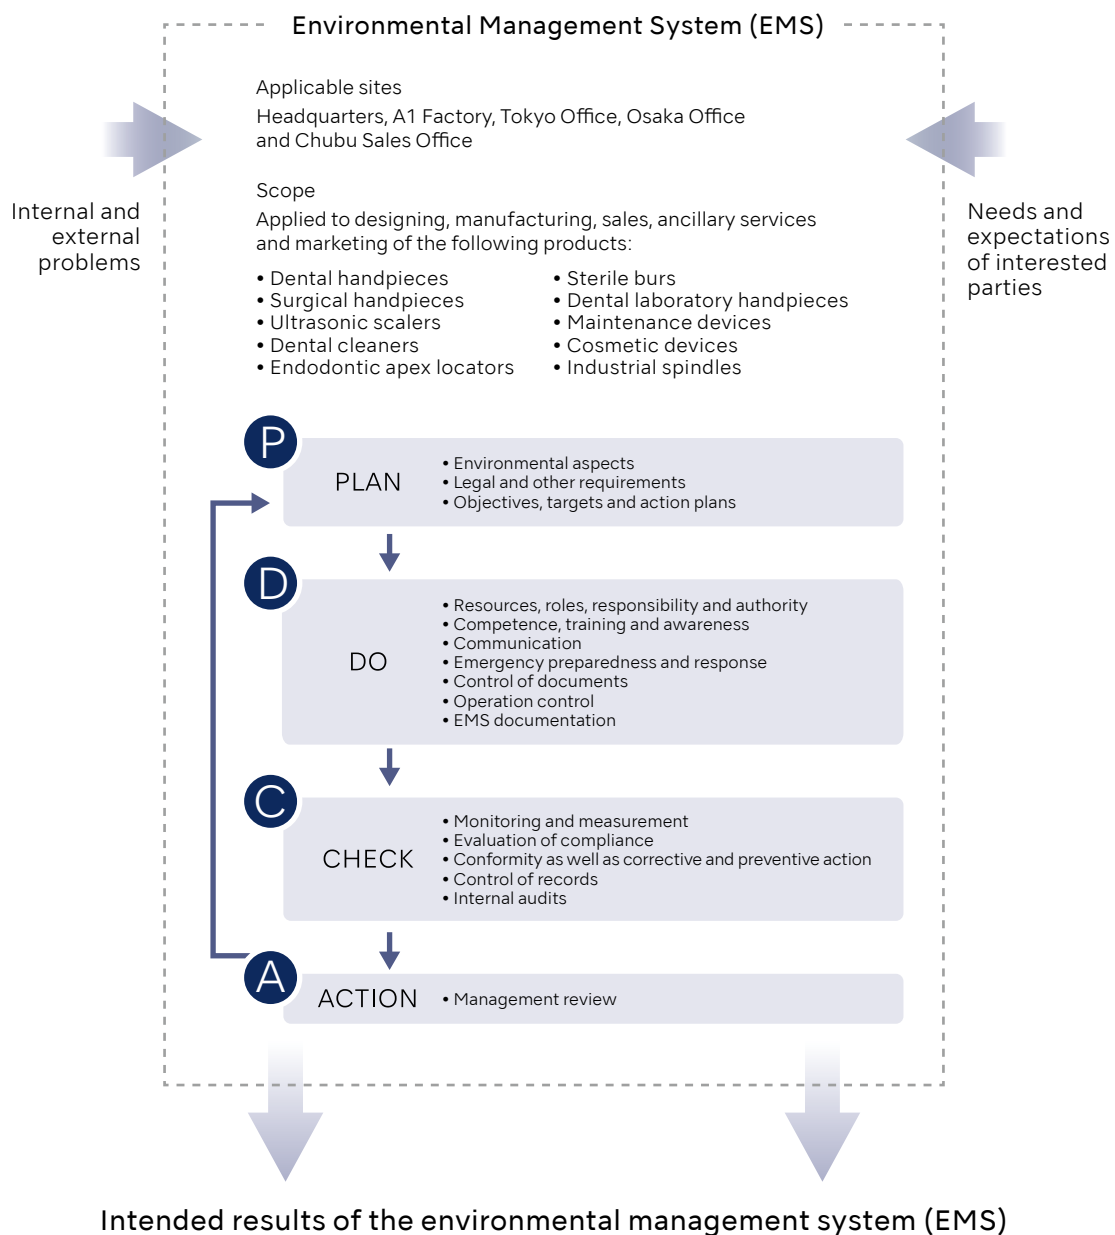 Environmental Management System (EMS)
Applicable sites
Headquarters, A1 Factory, Tokyo Office, Osaka Office
and Chubu Sales Office
Internal and
external
problems
Needs and
expectations
of interested
parties
Scope
Applied to designing, manufacturing, sales, ancillary services
and marketing of the following products:
• Dental handpieces
• Surgical handpieces
• Ultrasonic scalers
• Dental cleaners
• Endodontic apex locators
• Sterile burs
• Dental laboratory handpieces
• Maintenance devices
• Cosmetic devices
• Industrial spindles
P
PLAN
• Environmental aspects
• Legal and other requirements
• Objectives, targets and action plans
D
DO
• Resources, roles, responsibility and authority
• Competence, training and awareness
• Communication
• Emergency preparedness and response
• Control of documents
• Operation control
• EMS documentation
C
CHECK
• Monitoring and measurement
• Evaluation of compliance
• Conformity as well as corrective and preventive action
• Control of records
• Internal audits
A
ACTION
• Management review
Intended results of the environmental management system (EMS)